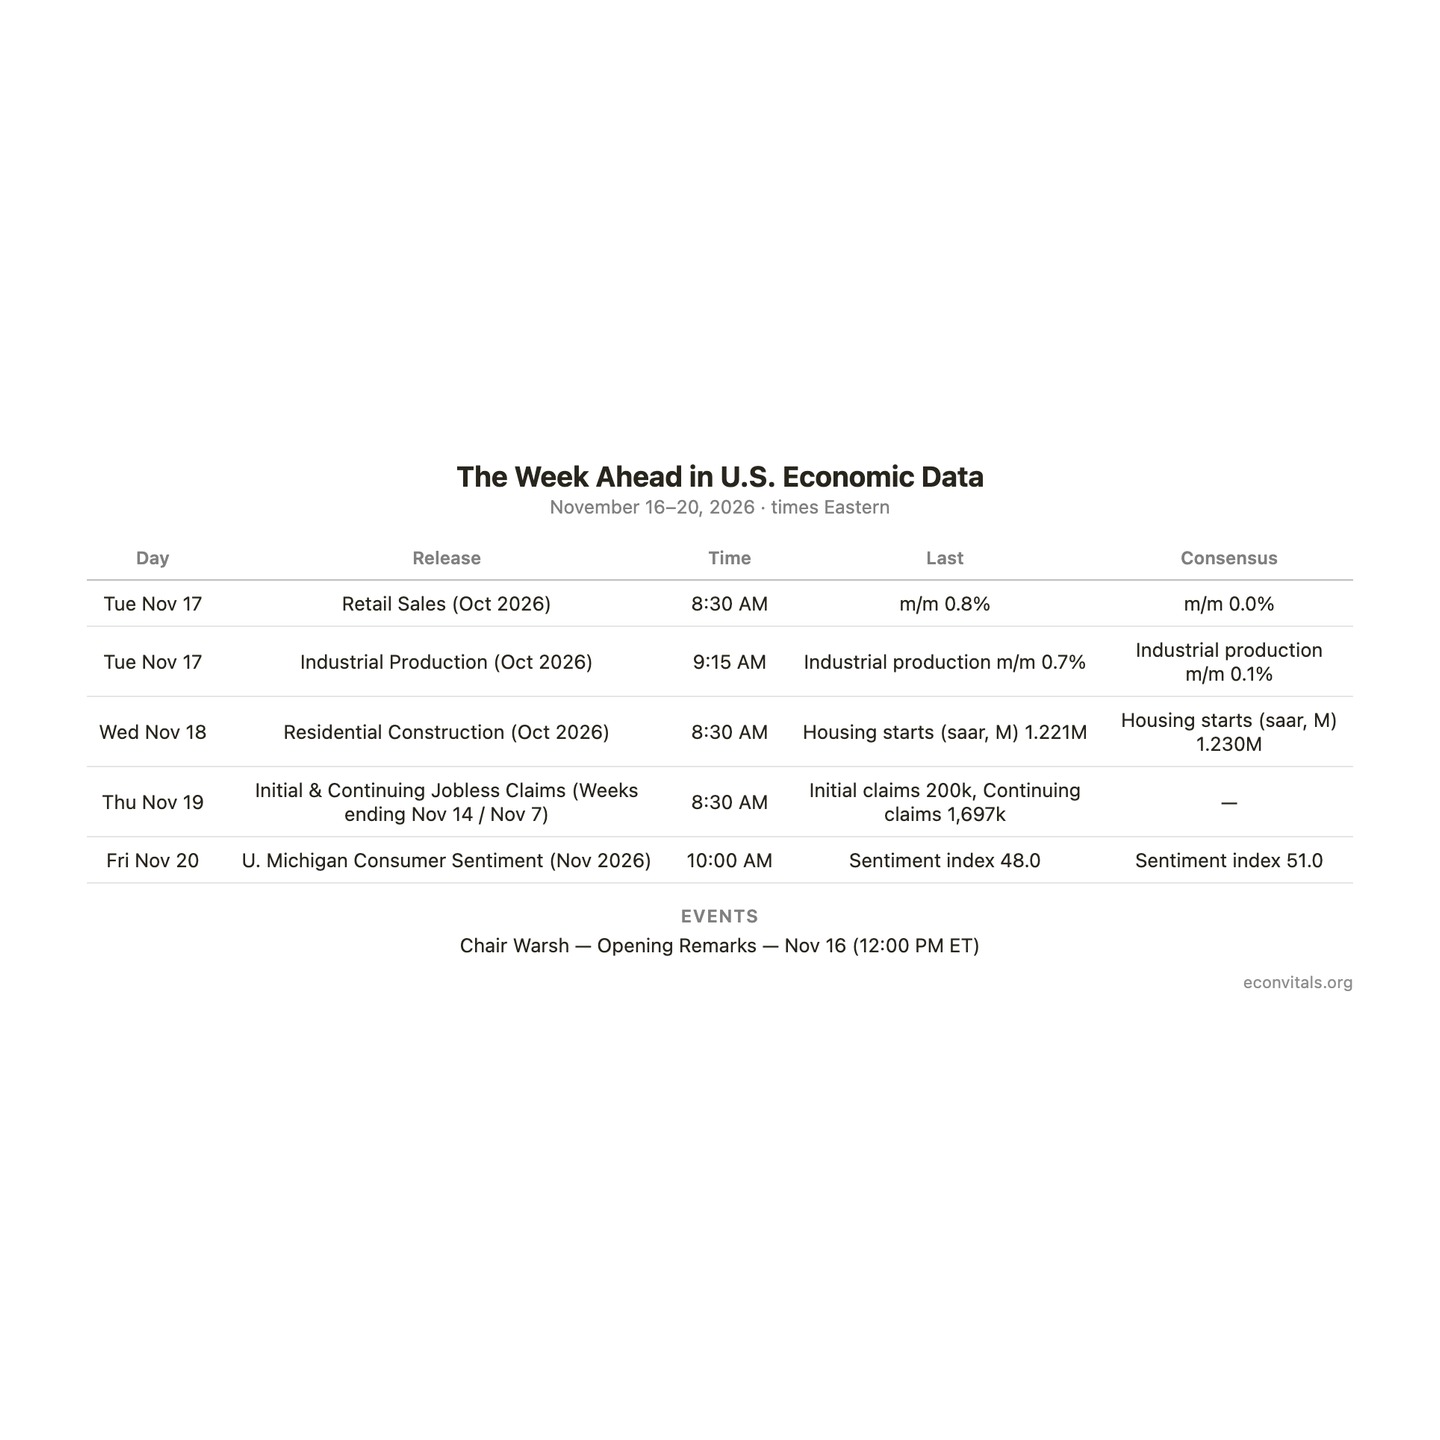 The Week Ahead in U.S. Economic Data
November 16–20, 2026 · times Eastern
Day Release Time Last Consensus
Tue Nov 17 Retail Sales (Oct 2026) 8:30 AM m/m 0.8% m/m 0.0%
Tue Nov 17 Industrial Production (Oct 2026) 9:15 AM Industrial production m/m 0.7% Industrial production
m/m 0.1%
Wed Nov 18 Residential Construction (Oct 2026) 8:30 AM Housing starts (saar, M) 1.221M Housing starts (saar, M)
1.230M
Thu Nov 19 Initial & Continuing Jobless Claims (Weeks
ending Nov 14 / Nov 7) 8:30 AM Initial claims 200k, Continuing
claims 1,697k —
Fri Nov 20 U. Michigan Consumer Sentiment (Nov 2026) 10:00 AM Sentiment index 48.0 Sentiment index 51.0
EVENTS
Chair Warsh — Opening Remarks — Nov 16 (12:00 PM ET)
econvitals.org